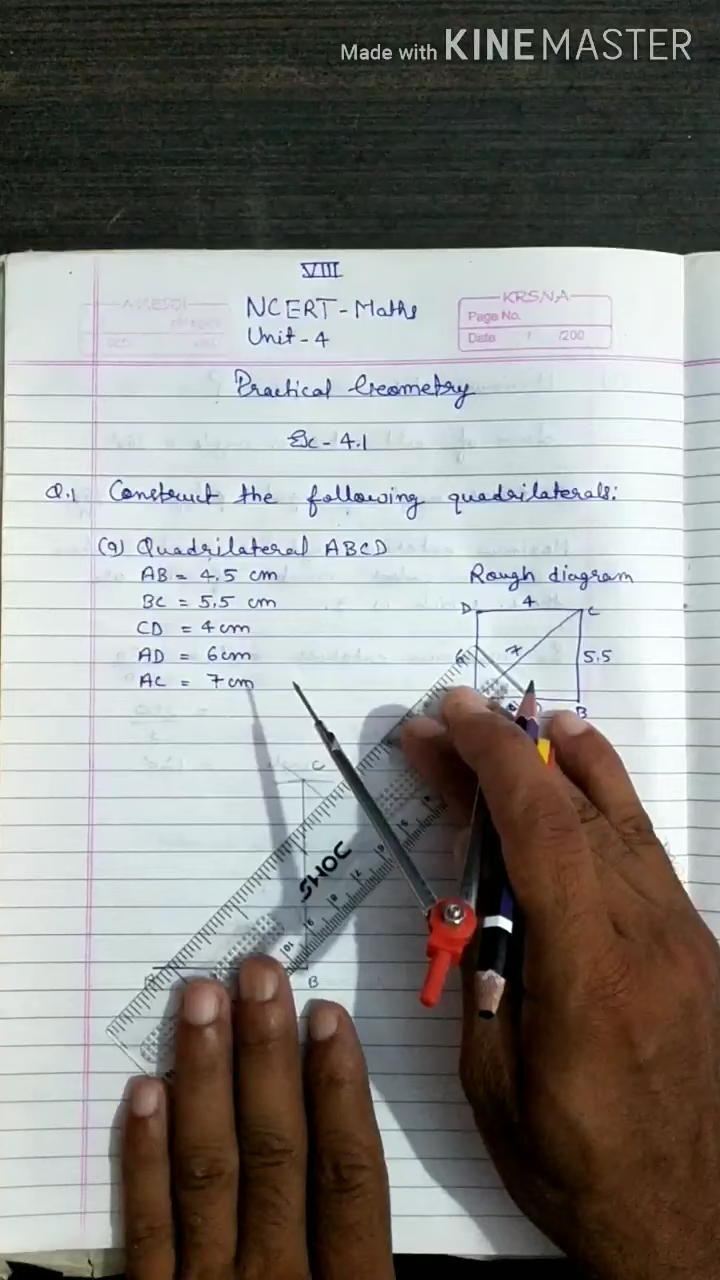 Made with KINEMASTER
VIII
NCERT-Maths
Unit-4
KRSNA
Page No.
Date / /200
Practical Geometry
Ex-4.1
Q.1 Construct the following quadrilaterals:
(a) Quadrilateral ABCD
AB = 4.5 cm
BC = 5.5 cm
CD = 4 cm
AD = 6 cm
AC = 7 cm
Rough diagram
D 4 C
7 5.5
B
C
B